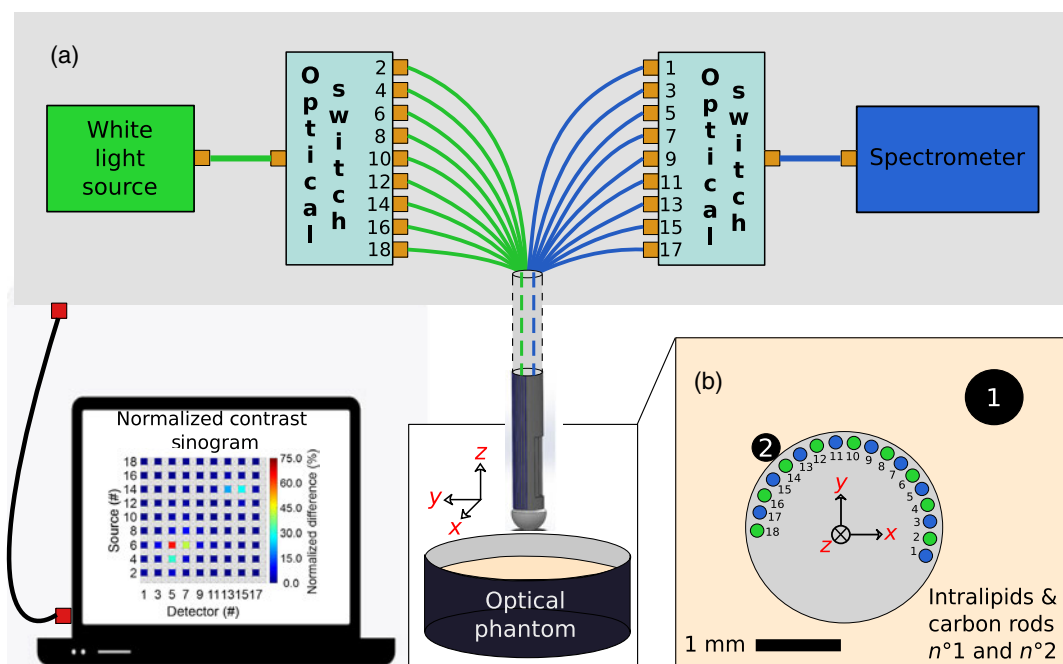 (a)
White
light
source
Optical
switch
2
4
6
8
10
12
14
16
18
Optical
switch
1
3
5
7
9
11
13
15
17
Spectrometer
Normalized contrast
sinogram
18
16
14
12
10
8
6
4
2
Source (#)
1 3 5 7 9 11 13 15 17
Detector (#)
75.0
60.0
45.0
30.0
15.0
0.0
Normalized difference (%)
z
y
x
Optical
phantom
(b)
1
2
18
17
16
15
14
13
12
11
10
9
8
7
6
5
4
3
2
1
y
x
z
1 mm
Intralipids &
carbon rods
n°1 and n°2